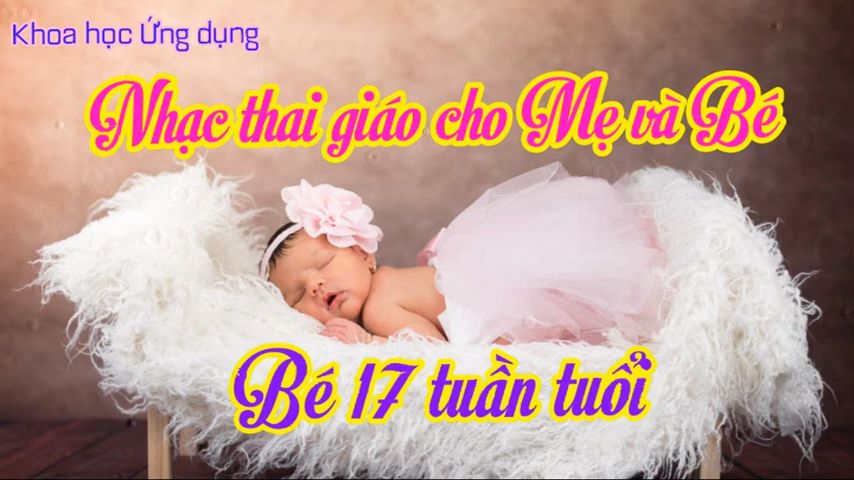 Khoa học Ứng dụng
Nhạc thai giáo cho Mẹ và Bé
Bé 17 tuần tuổi